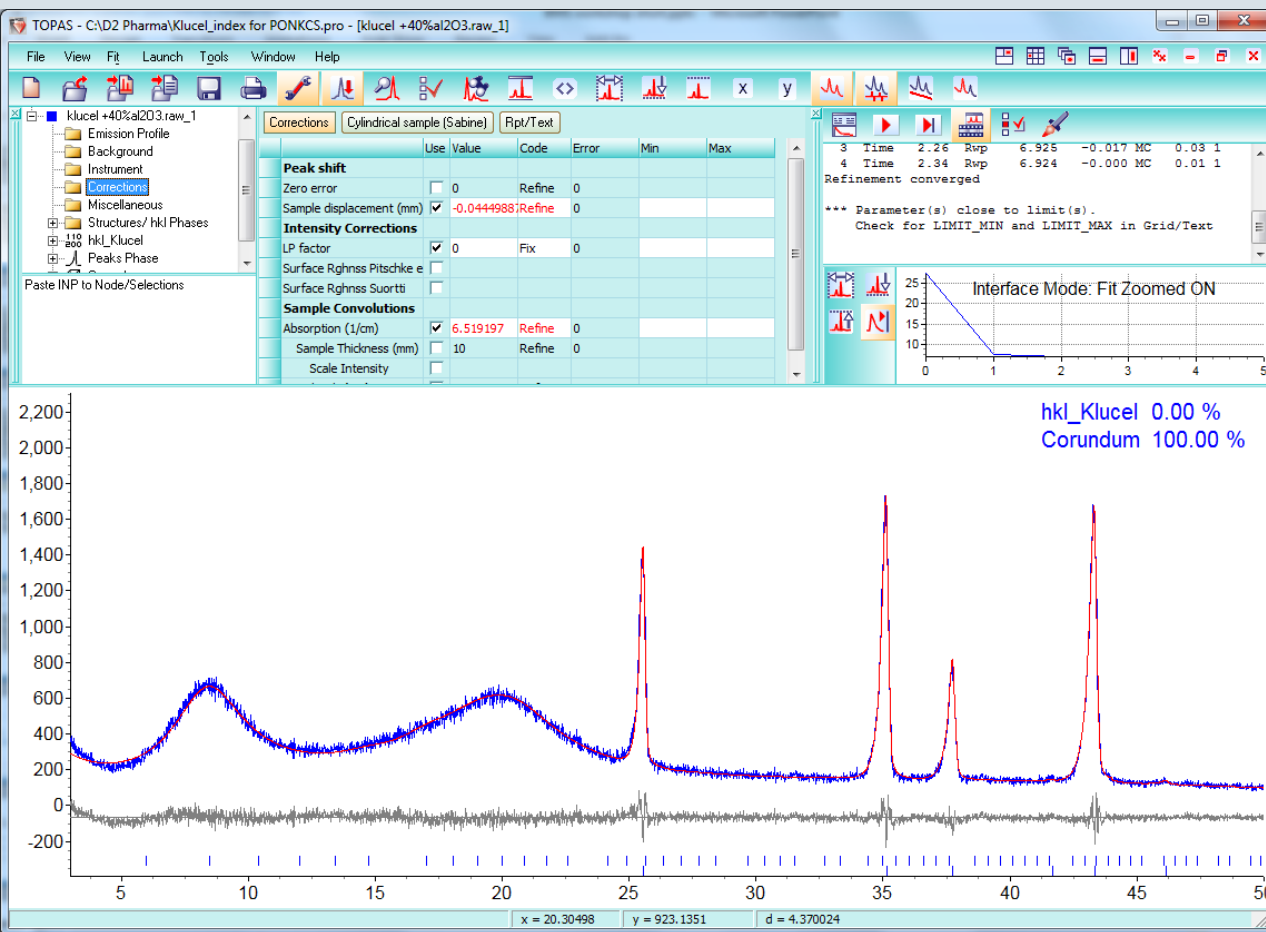 TOPAS - C:\D2 Pharma\Klucel_index for PONKCS.pro - [klucel +40%al2O3.raw_1]
File View Fit Launch Tools Window Help
klucel +40%al2O3.raw_1
Emission Profile
Background
Instrument
Corrections
Miscellaneous
Structures/ hkl Phases
hkl_Klucel
Peaks Phase
Paste INP to Node/Selections
Corrections Cylindrical sample (Sabine) Rpt/Text
Use Value Code Error Min Max
Peak shift
Zero error 0 Refine 0
Sample displacement (mm) -0.04449887 Refine 0
Intensity Corrections
LP factor 0 Fix
Surface Rghnss Pitschke e
Surface Rghnss Suortti
Sample Convolutions
Absorption (1/cm) 6.519197 Refine 0
Sample Thickness (mm) 10 Refine 0
Scale Intensity
3 Time 2.26 Rwp 6.925 -0.017 MC 0.03 1
4 Time 2.34 Rwp 6.924 -0.000 MC 0.01 1
Refinement converged
*** Parameter(s) close to limit(s).
Check for LIMIT_MIN and LIMIT_MAX in Grid/Text
Interface Mode: Fit Zoomed ON
25
20
15
10
0 1 2 3 4 5
hkl_Klucel 0.00 %
Corundum 100.00 %
2,200
2,000
1,800
1,600
1,400
1,200
1,000
800
600
400
200
0
-200
5 10 15 20 25 30 35 40 45 50
x = 20.30498 y = 923.1351 d = 4.370024